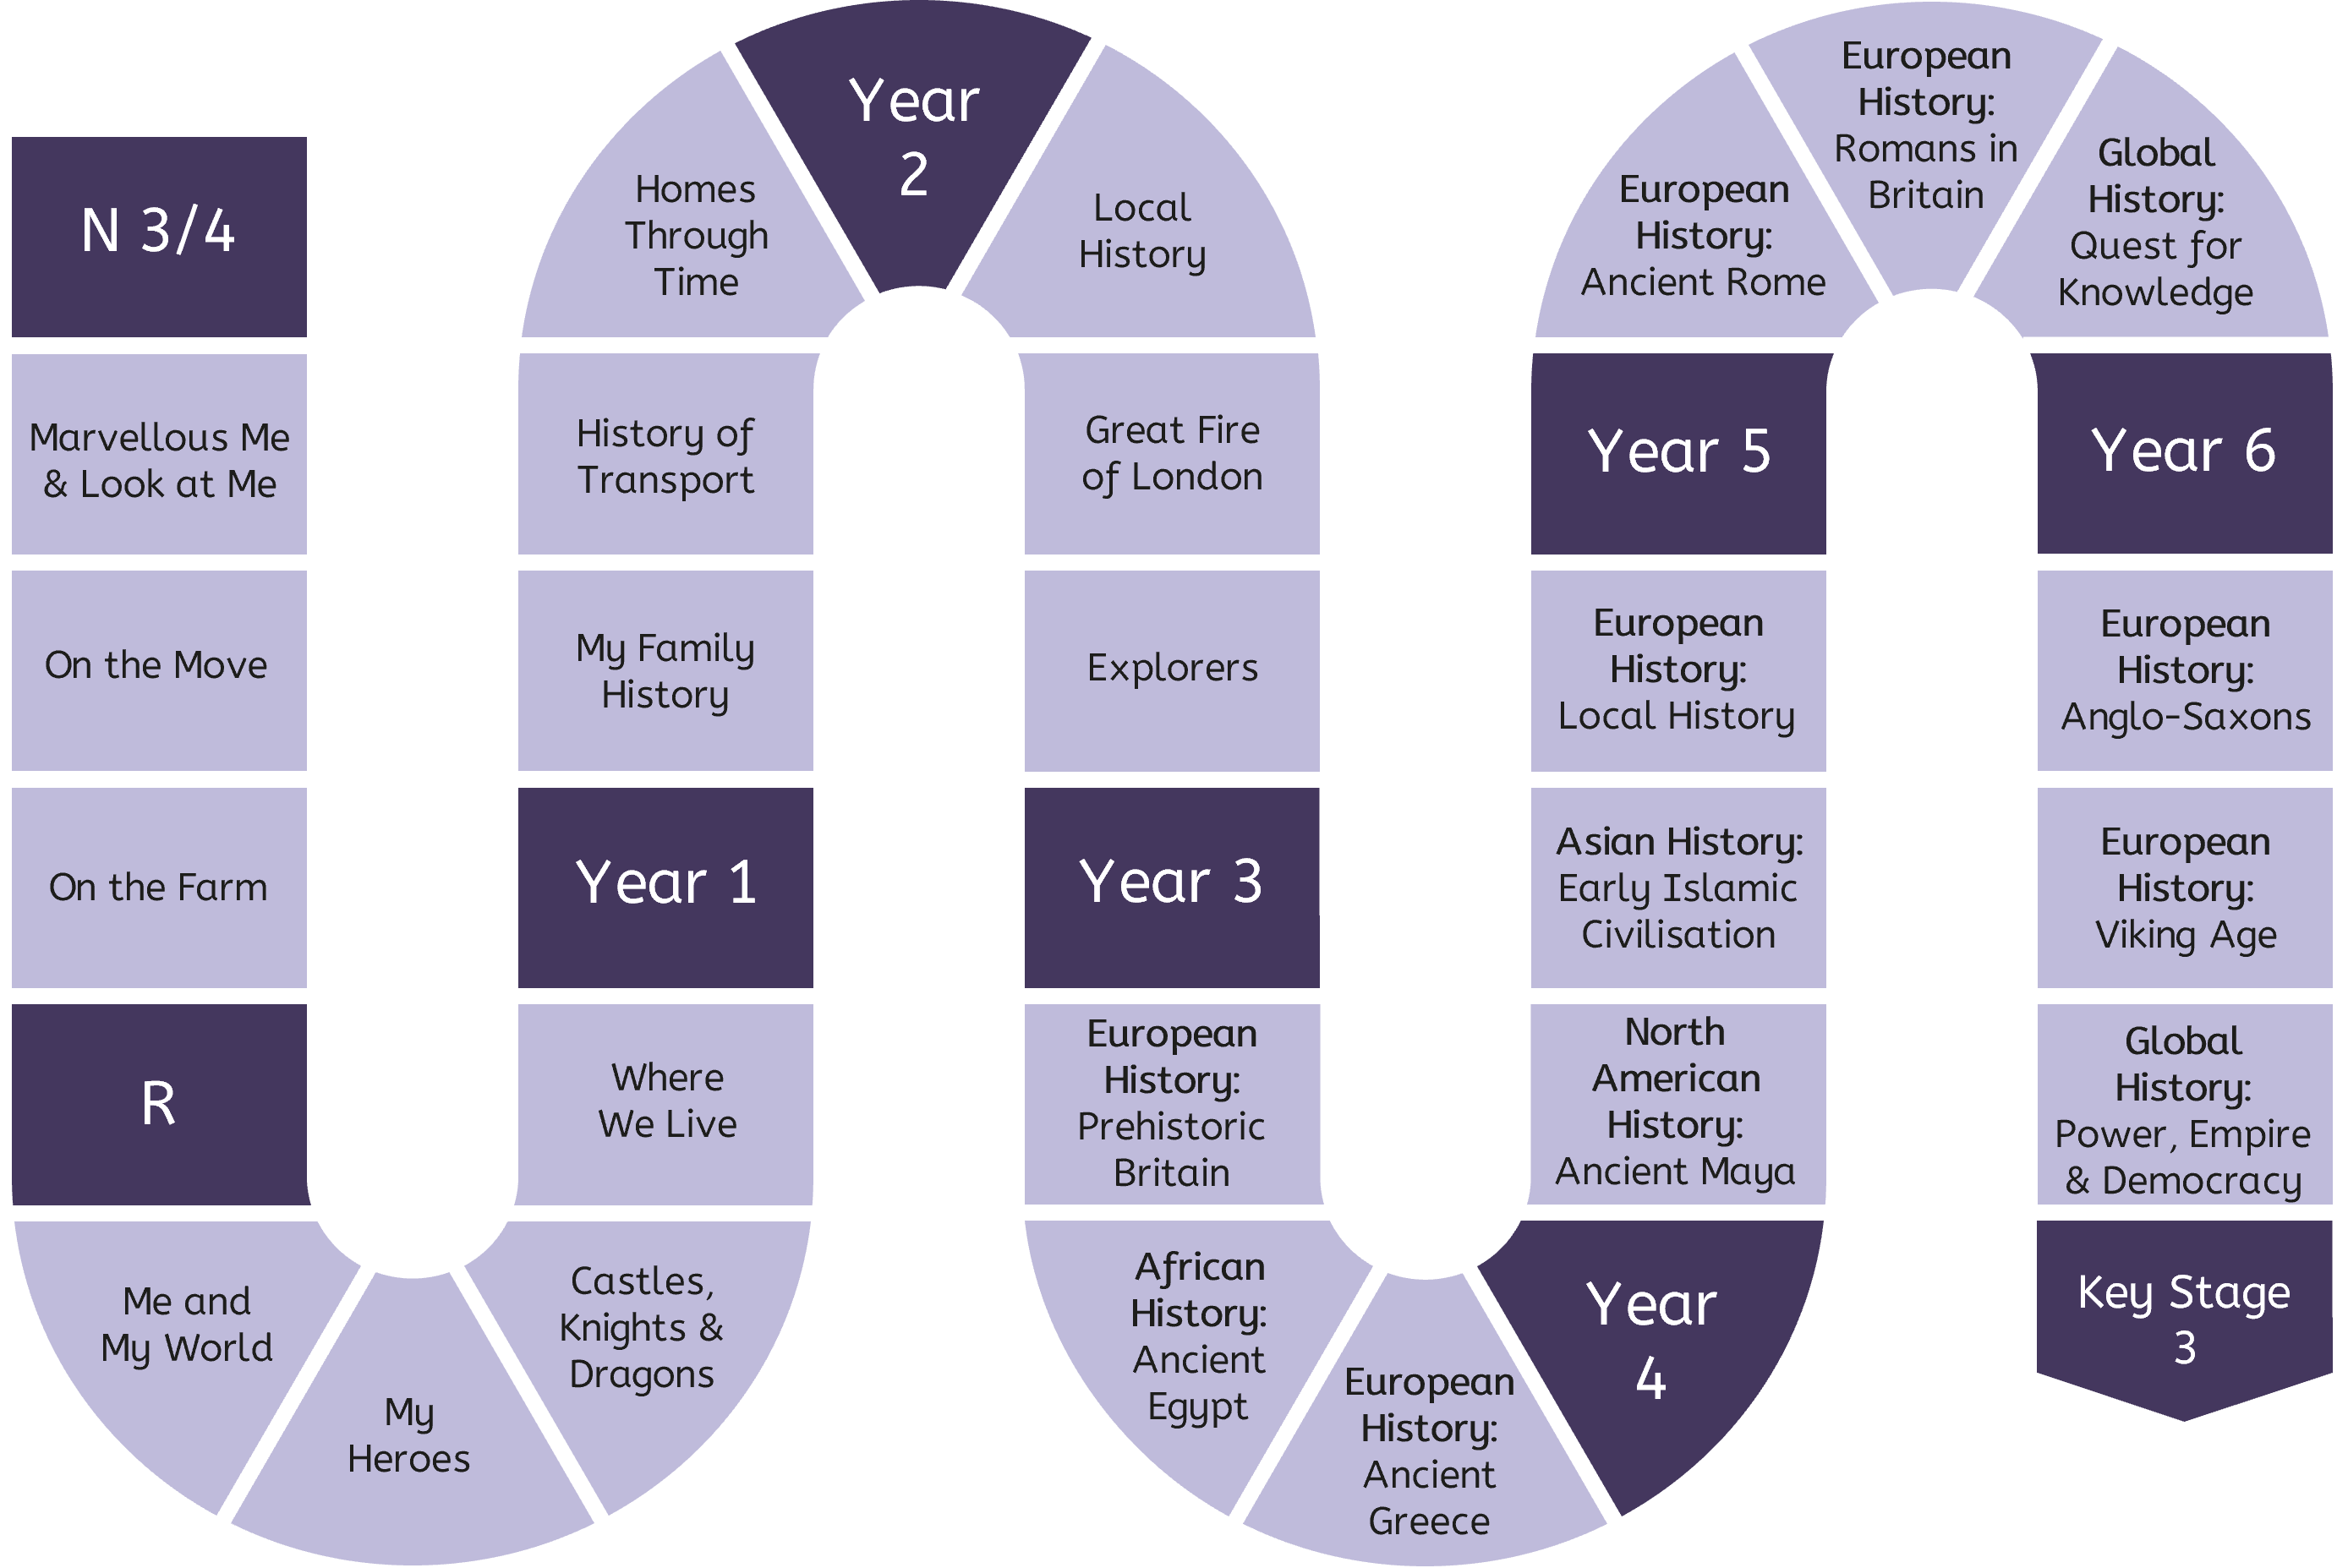 N 3/4
Marvellous Me
& Look at Me
On the Move
On the Farm
R
Me and
My World
My
Heroes
Castles,
Knights &
Dragons
Where
We Live
Year 1
My Family
History
History of
Transport
Homes
Through
Time
Year
2
Local
History
Great Fire
of London
Explorers
Year 3
European
History:
Prehistoric
Britain
African
History:
Ancient
Egypt
European
History:
Ancient
Greece
Year
4
North
American
History:
Ancient Maya
Asian History:
Early Islamic
Civilisation
European
History:
Local History
Year 5
European
History:
Ancient Rome
European
History:
Romans in
Britain
Global
History:
Quest for
Knowledge
Year 6
European
History:
Anglo-Saxons
European
History:
Viking Age
Global
History:
Power, Empire
& Democracy
Key Stage
3